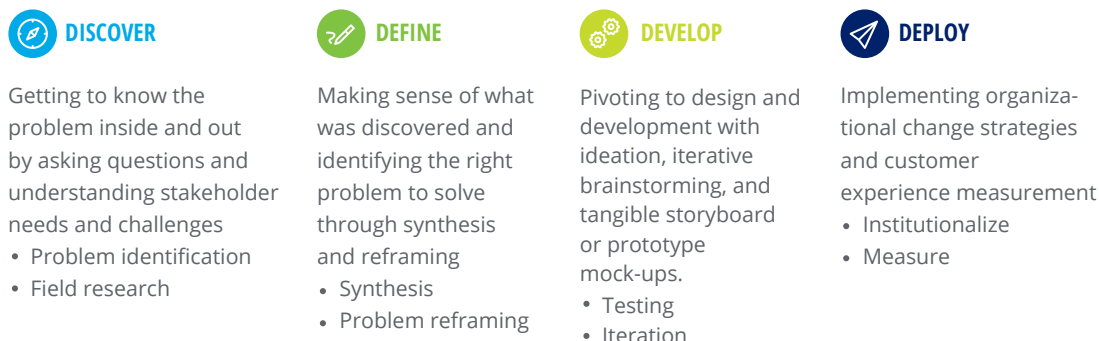 DISCOVER
Getting to know the
problem inside and out
by asking questions and
understanding stakeholder
needs and challenges
• Problem identification
• Field research
DEFINE
Making sense of what
was discovered and
identifying the right
problem to solve
through synthesis
and reframing
• Synthesis
• Problem reframing
DEVELOP
Pivoting to design and
development with
ideation, iterative
brainstorming, and
tangible storyboard
or prototype
mock-ups.
• Testing
• Iteration
DEPLOY
Implementing organiza-
tional change strategies
and customer
experience measurement
• Institutionalize
• Measure